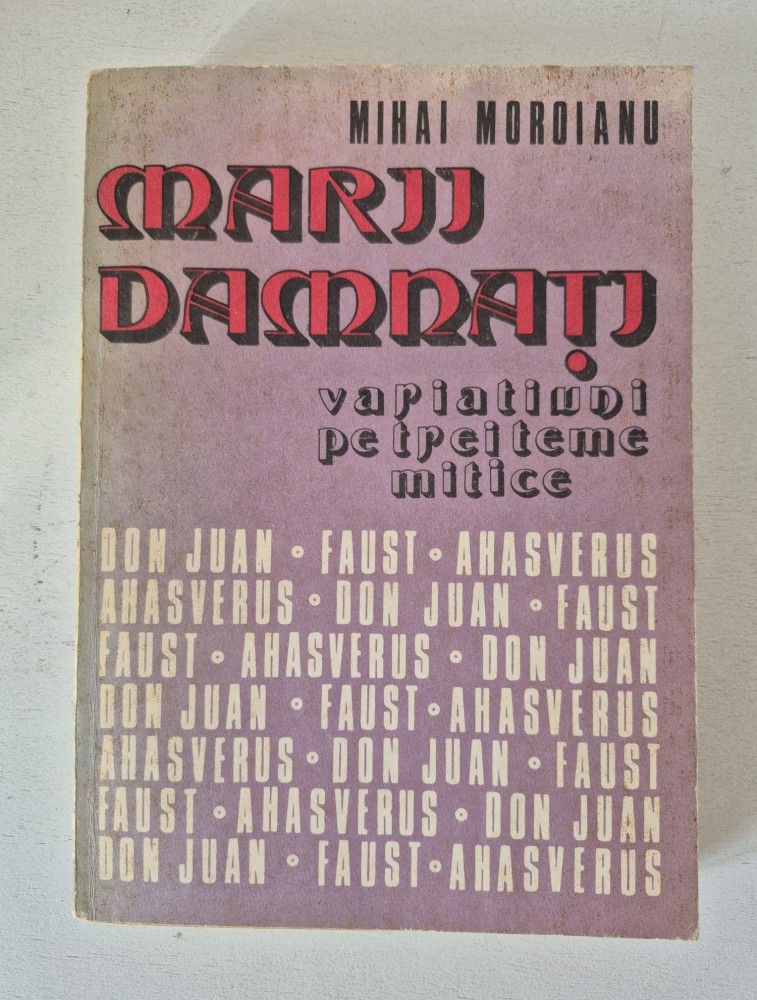 MIHAI MOROIANU
MARII
DAMNAȚI
variatiuni
pe trei teme
mitice
DON JUAN • FAUST • AHASVERUS
AHASVERUS • DON JUAN • FAUST
FAUST • AHASVERUS • DON JUAN
DON JUAN • FAUST • AHASVERUS
AHASVERUS • DON JUAN • FAUST
FAUST • AHASVERUS • DON JUAN
DON JUAN • FAUST • AHASVERUS